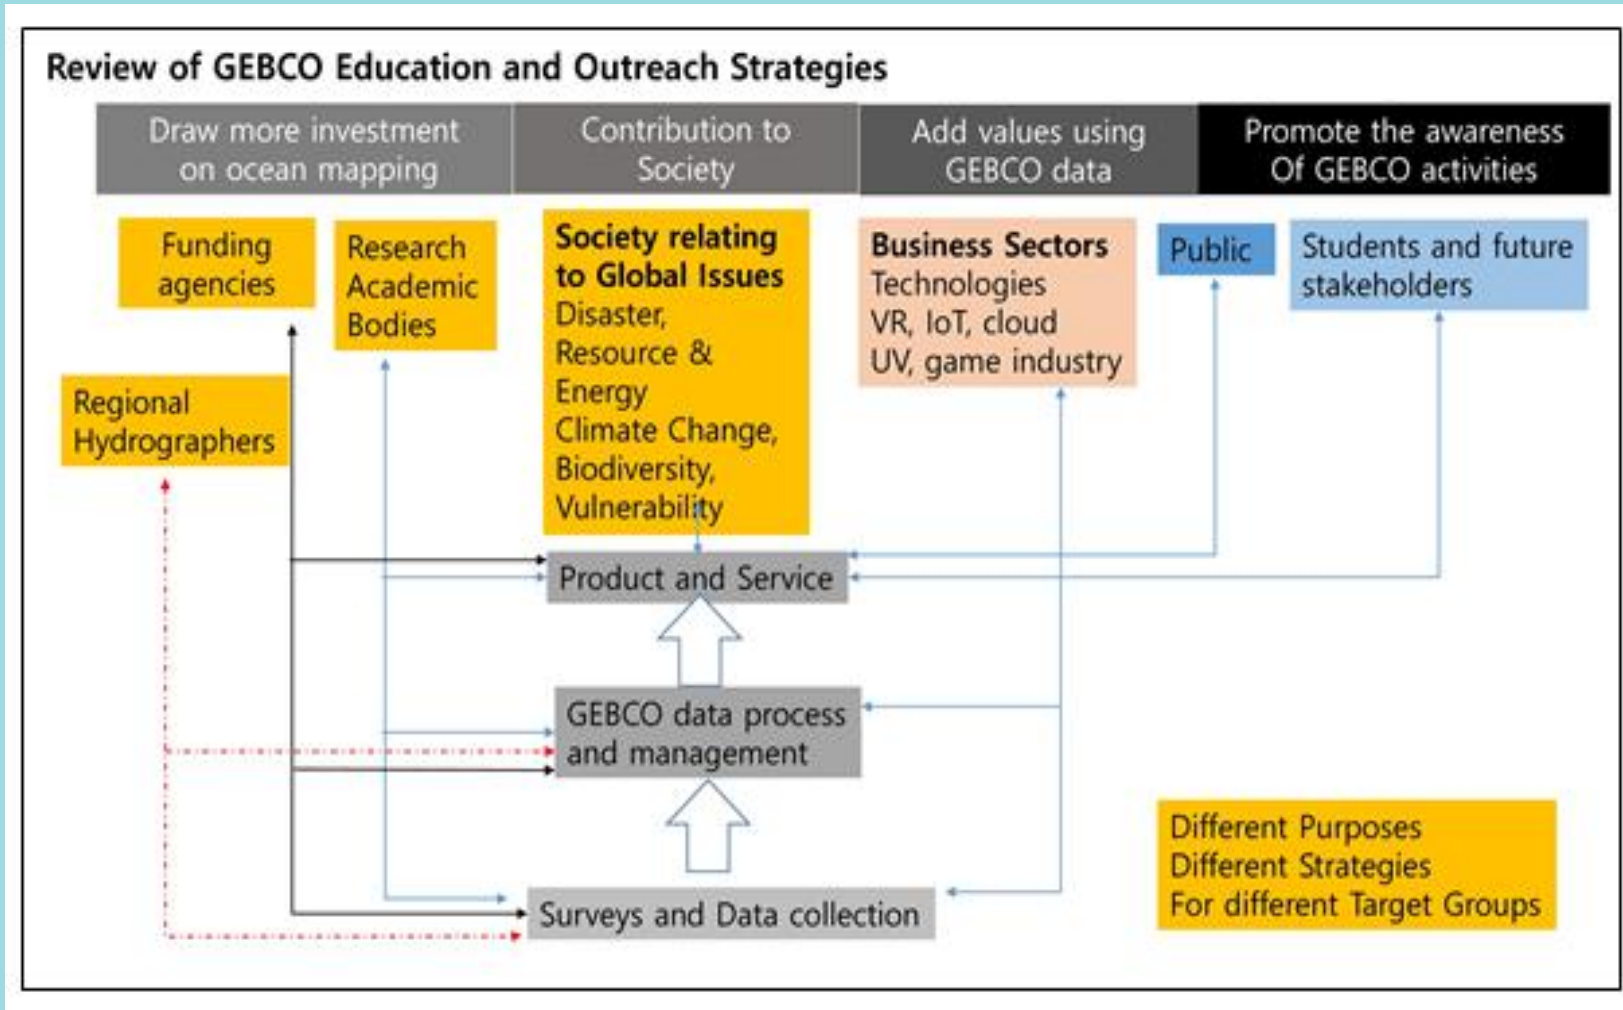 Review of GEBCO Education and Outreach Strategies
Draw more investment
on ocean mapping
Contribution to
Society
Add values using
GEBCO data
Promote the awareness
Of GEBCO activities
Funding
agencies
Research
Academic
Bodies
Regional
Hydrographers
Society relating
to Global Issues
Disaster,
Resource &
Energy
Climate Change,
Biodiversity,
Vulnerability
Business Sectors
Technologies
VR, IoT, cloud
UV, game industry
Public
Students and future
stakeholders
Product and Service
GEBCO data process
and management
Surveys and Data collection
Different Purposes
Different Strategies
For different Target Groups